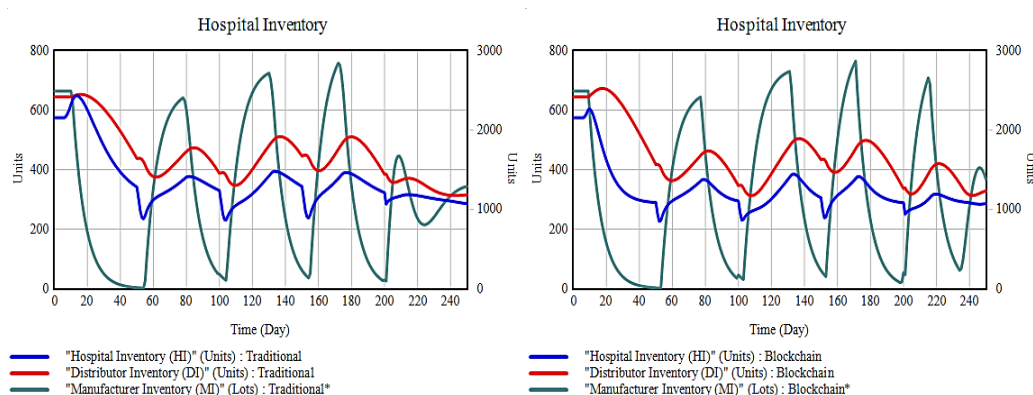 Hospital Inventory
800
600
400
200
0
Units
3000
2000
1000
0
Units
0 20 40 60 80 100 120 140 160 180 200 220 240
Time (Day)
"Hospital Inventory (HI)" (Units) : Traditional
"Distributor Inventory (DI)" (Units) : Traditional
"Manufacturer Inventory (MI)" (Lots) : Traditional*
Hospital Inventory
800
600
400
200
0
Units
3000
2000
1000
0
Units
0 20 40 60 80 100 120 140 160 180 200 220 240
Time (Day)
"Hospital Inventory (HI)" (Units) : Blockchain
"Distributor Inventory (DI)" (Units) : Blockchain
"Manufacturer Inventory (MI)" (Lots) : Blockchain*